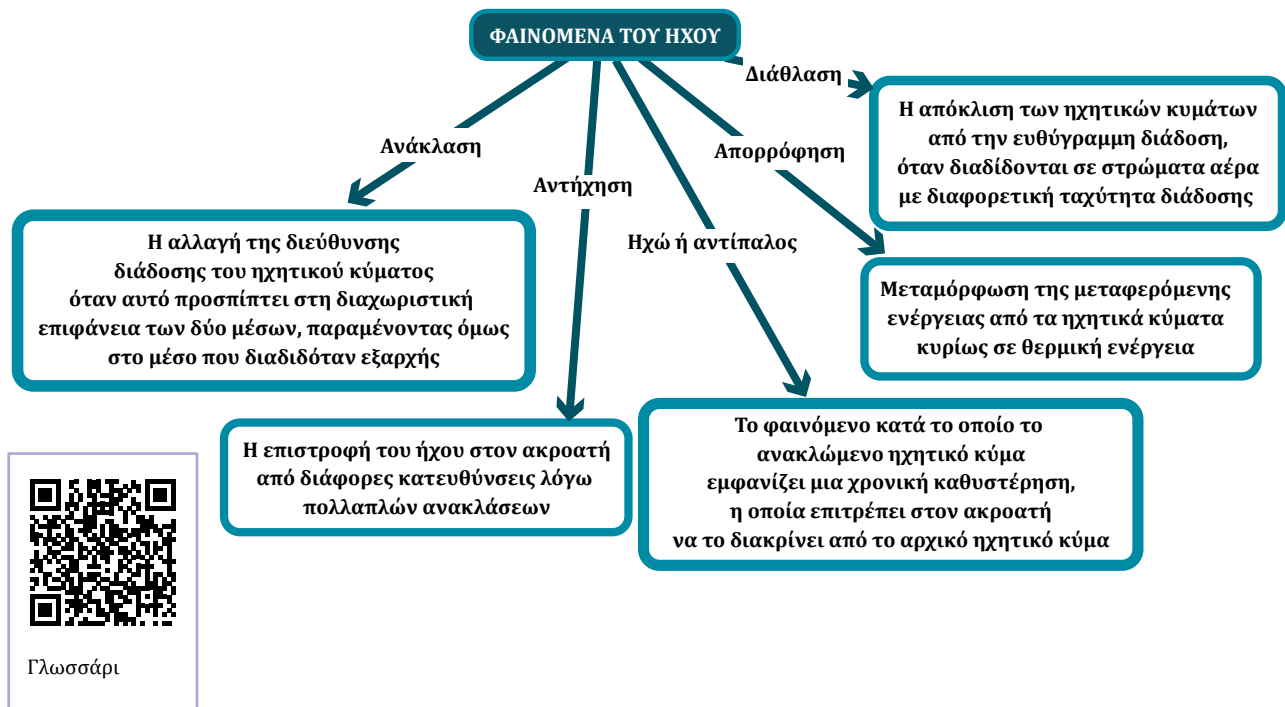 ΦΑΙΝΟΜΕΝΑ ΤΟΥ ΗΧΟΥ
Ανάκλαση
Η αλλαγή της διεύθυνσης
διάδοσης του ηχητικού κύματος
όταν αυτό προσπίπτει στη διαχωριστική
επιφάνεια των δύο μέσων, παραμένοντας όμως
στο μέσο που διαδιδόταν εξαρχής
Αντήχηση
Η επιστροφή του ήχου στον ακροατή
από διάφορες κατευθύνσεις λόγω
πολλαπλών ανακλάσεων
Ηχώ ή αντίπαλος
Το φαινόμενο κατά το οποίο το
ανακλώμενο ηχητικό κύμα
εμφανίζει μια χρονική καθυστέρηση,
η οποία επιτρέπει στον ακροατή
να το διακρίνει από το αρχικό ηχητικό κύμα
Απορρόφηση
Μεταμόρφωση της μεταφερόμενης
ενέργειας από τα ηχητικά κύματα
κυρίως σε θερμική ενέργεια
Διάθλαση
Η απόκλιση των ηχητικών κυμάτων
από την ευθύγραμμη διάδοση,
όταν διαδίδονται σε στρώματα αέρα
με διαφορετική ταχύτητα διάδοσης
Γλωσσάρι